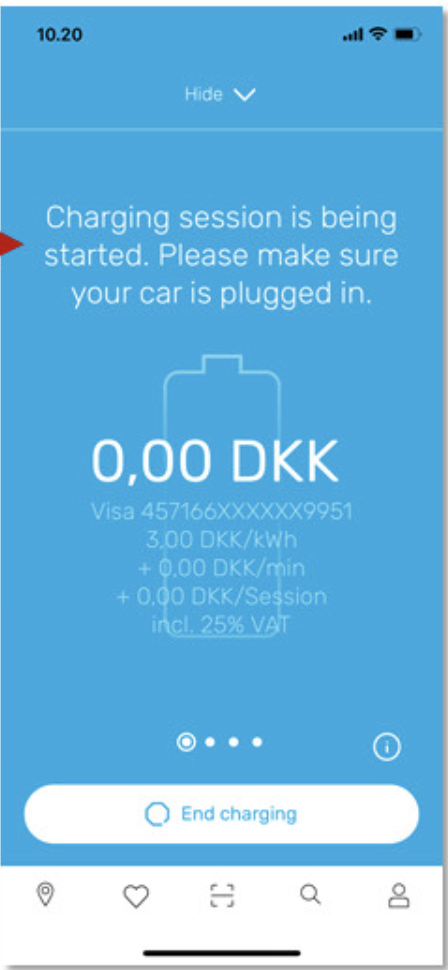 10.20
Hide
Charging session is being
started. Please make sure
your car is plugged in.
0,00 DKK
Visa 457166XXXXXX9951
3,00 DKK/kWh
+ 0,00 DKK/min
+ 0,00 DKK/Session
incl. 25% VAT
i
End charging